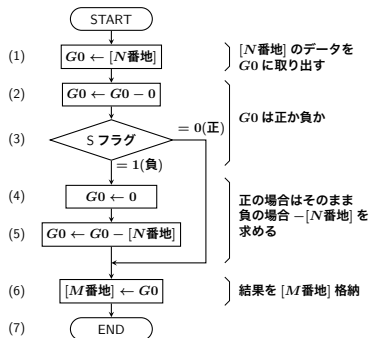 START
(1) G0 ← [N番地] [N番地] のデータを
G0 に取り出す
(2) G0 ← G0 − 0
G0 は正か負か
(3) S フラグ = 0(正)
= 1(負)
(4) G0 ← 0 正の場合はそのまま
負の場合 −[N番地] を
(5) G0 ← G0 − [N番地] 求める
(6) [M番地] ← G0 結果を [M番地] 格納
(7) END